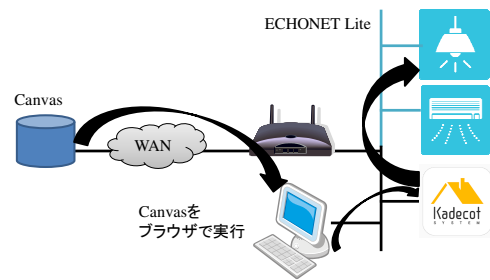 ECHONET Lite
Canvas
WAN
Canvasを
ブラウザで実行
Kadecot
SYSTEM